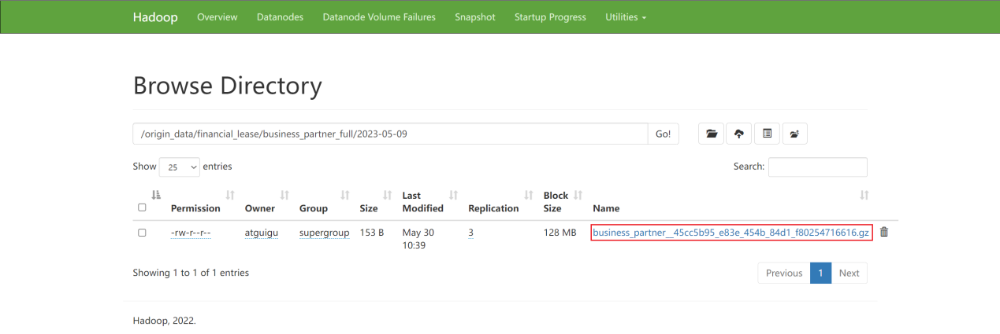 Hadoop Overview Datanodes Datanode Volume Failures Snapshot Startup Progress Utilities
Browse Directory
/origin_data/financial_lease/business_partner_full/2023-05-09 Go!
Show 25 entries Search:
Permission Owner Group Size Last Modified Replication Block Size Name
-rw-r--r-- atguigu supergroup 153 B May 30 10:39 3 128 MB business_partner__45cc5b95_e83e_454b_84d1_f80254716616.gz
Showing 1 to 1 of 1 entries Previous 1 Next
Hadoop, 2022.